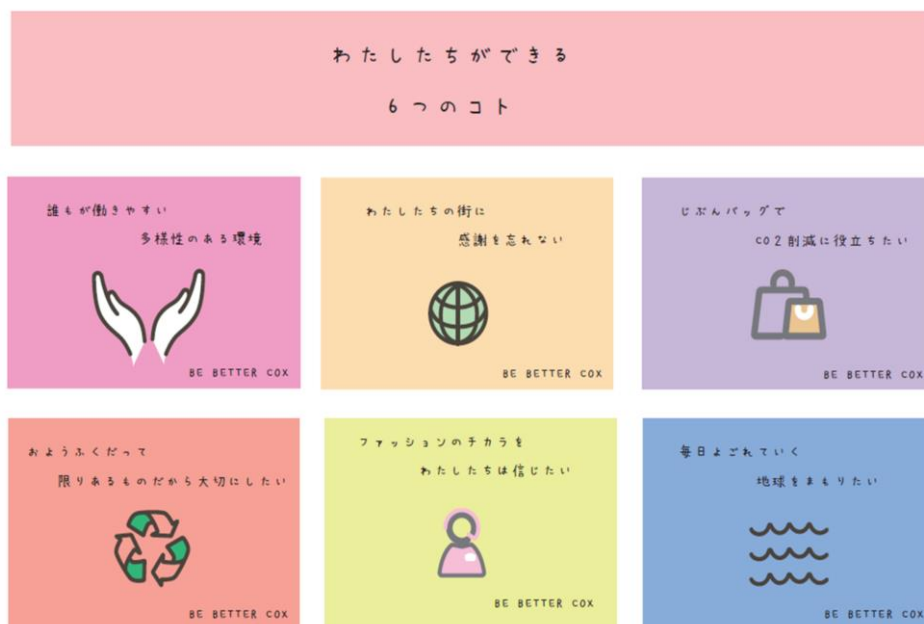 わたしたちができる
6つのコト
誰もが働きやすい
多様性のある環境
BE BETTER COX
わたしたちの街に
感謝を忘れない
BE BETTER COX
じぶんバッグで
CO2削減に役立ちたい
BE BETTER COX
おようふくだって
限りあるものだから大切にしたい
BE BETTER COX
ファッションのチカラを
わたしたちは信じたい
BE BETTER COX
毎日よごれていく
地球をまもりたい
BE BETTER COX